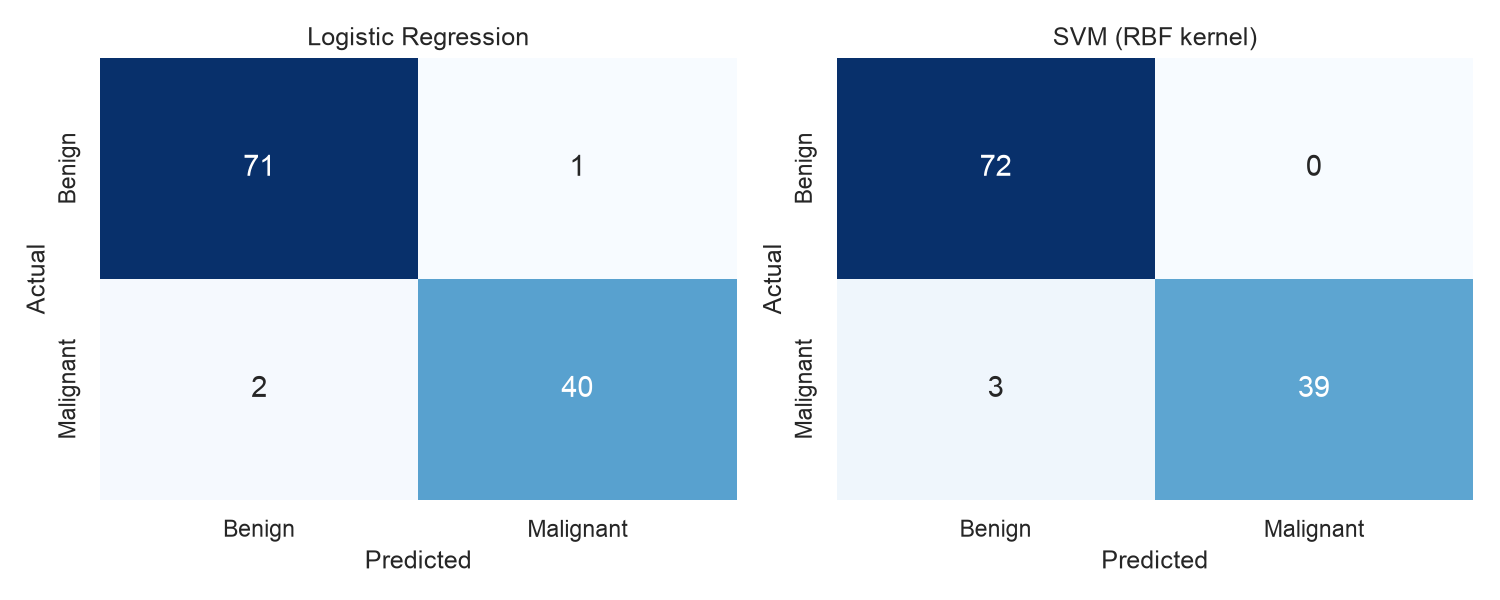 Logistic Regression
Actual
Benign
Malignant
71
1
2
40
Benign
Malignant
Predicted
SVM (RBF kernel)
Actual
Benign
Malignant
72
0
3
39
Benign
Malignant
Predicted